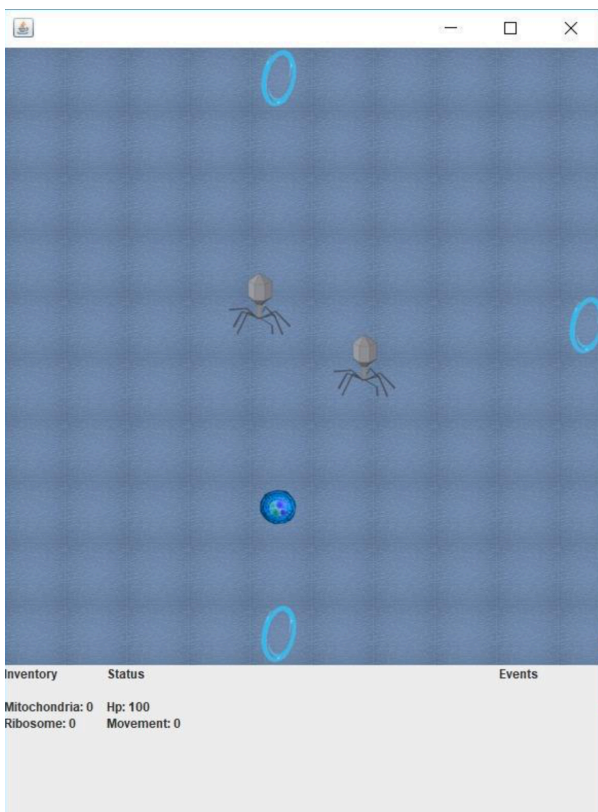 Inventory Status Events
Mitochondria: 0 Hp: 100
Ribosome: 0 Movement: 0